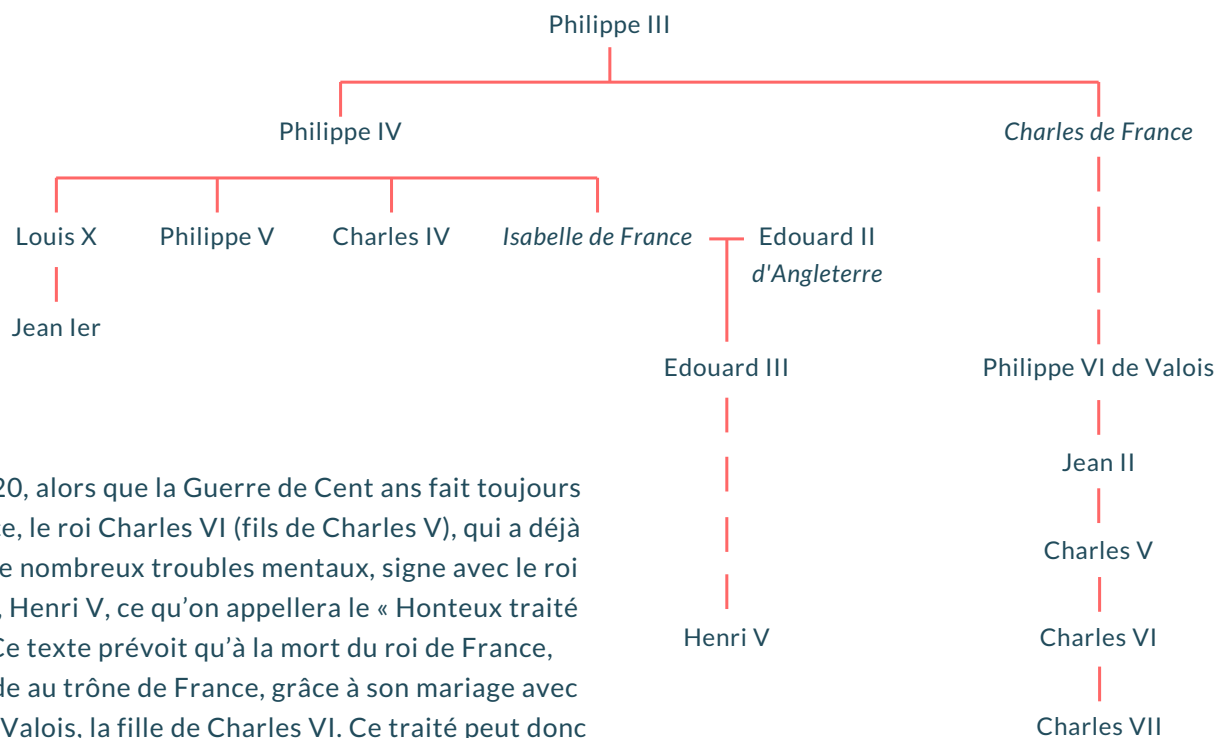 Philippe III
Philippe IV
Charles de France
Louis X
Philippe V
Charles IV
Isabelle de France
Edouard II
d'Angleterre
Jean Ier
Edouard III
Philippe VI de Valois
Jean II
Charles V
Henri V
Charles VI
Charles VII
20, alors que la Guerre de Cent ans fait toujours
ce, le roi Charles VI (fils de Charles V), qui a déjà
e nombreux troubles mentaux, signe avec le roi
, Henri V, ce qu’on appellera le « Honteux traité
Ce texte prévoit qu’à la mort du roi de France,
de au trône de France, grâce à son mariage avec
Valois, la fille de Charles VI. Ce traité peut donc